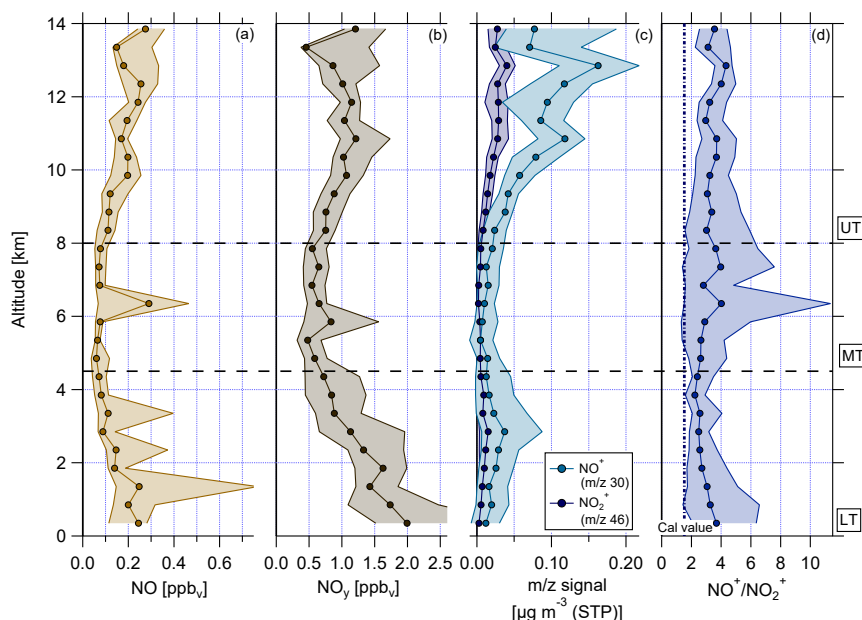 14
12
10
8
6
4
2
0
Altitude [km]
(a)
(b)
(c)
(d)
UT
MT
LT
NO⁺
(m/z 30)
NO₂⁺
(m/z 46)
Cal value
0.0 0.2 0.4 0.6
NO [ppbᵥ]
0.0 0.5 1.0 1.5 2.0 2.5
NOy [ppbᵥ]
0.00 0.10 0.20
m/z signal
[µg m⁻³ (STP)]
2 4 6 8 10
NO⁺/NO₂⁺